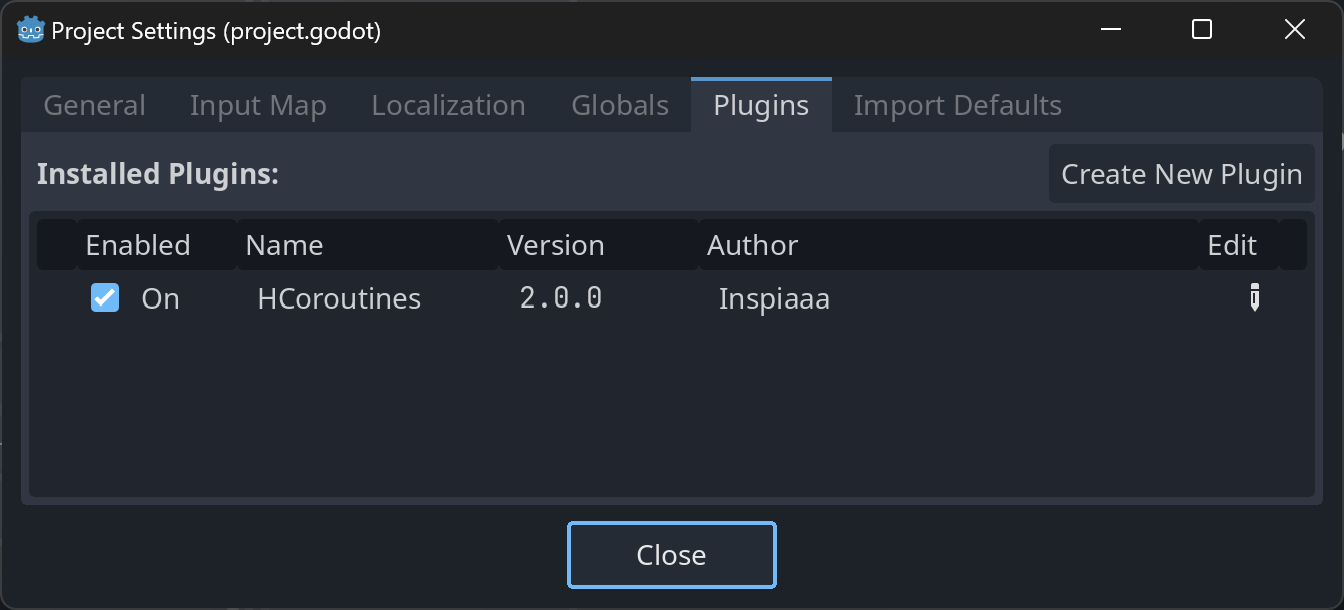 Project Settings (project.godot)
General Input Map Localization Globals Plugins Import Defaults
Installed Plugins: Create New Plugin
Enabled Name Version Author Edit
On HCoroutines 2.0.0 Inspiaaa
Close